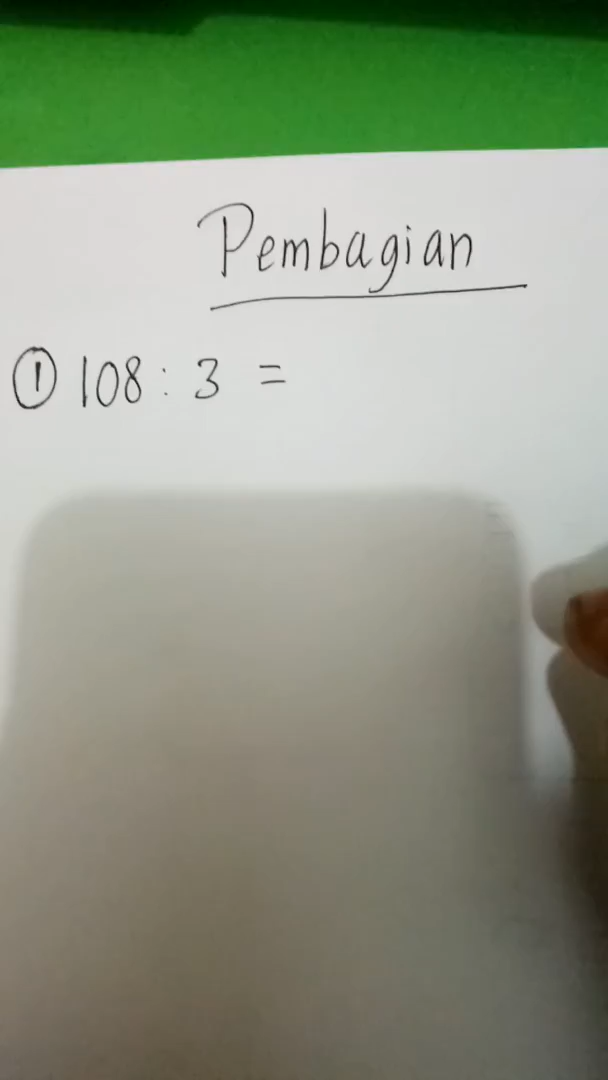 Pembagian
① 108 : 3 =